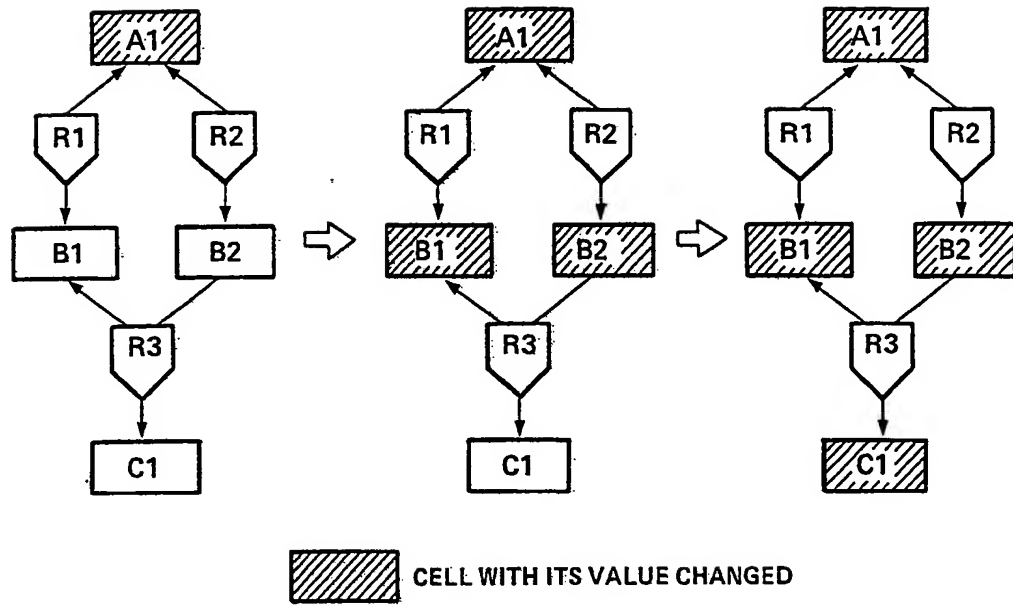 A1 A1 A1
R1 R2 R1 R2 R1 R2
B1 B2 B1 B2 B1 B2
R3 R3 R3
C1 C1 C1
CELL WITH ITS VALUE CHANGED